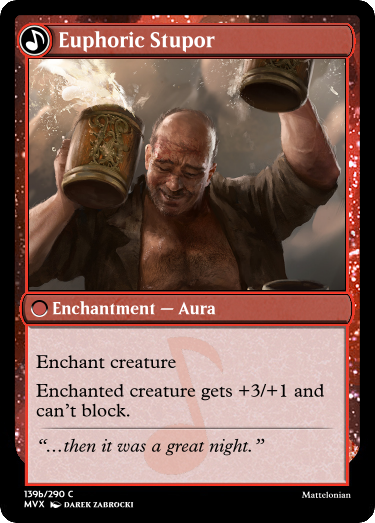 Euphoric Stupor
Enchantment — Aura
Enchant creature
Enchanted creature gets +3/+1 and
can't block.
“...then it was a great night.”
139b/290 C
Mattelonian
MVX DAREK ZABROCKI